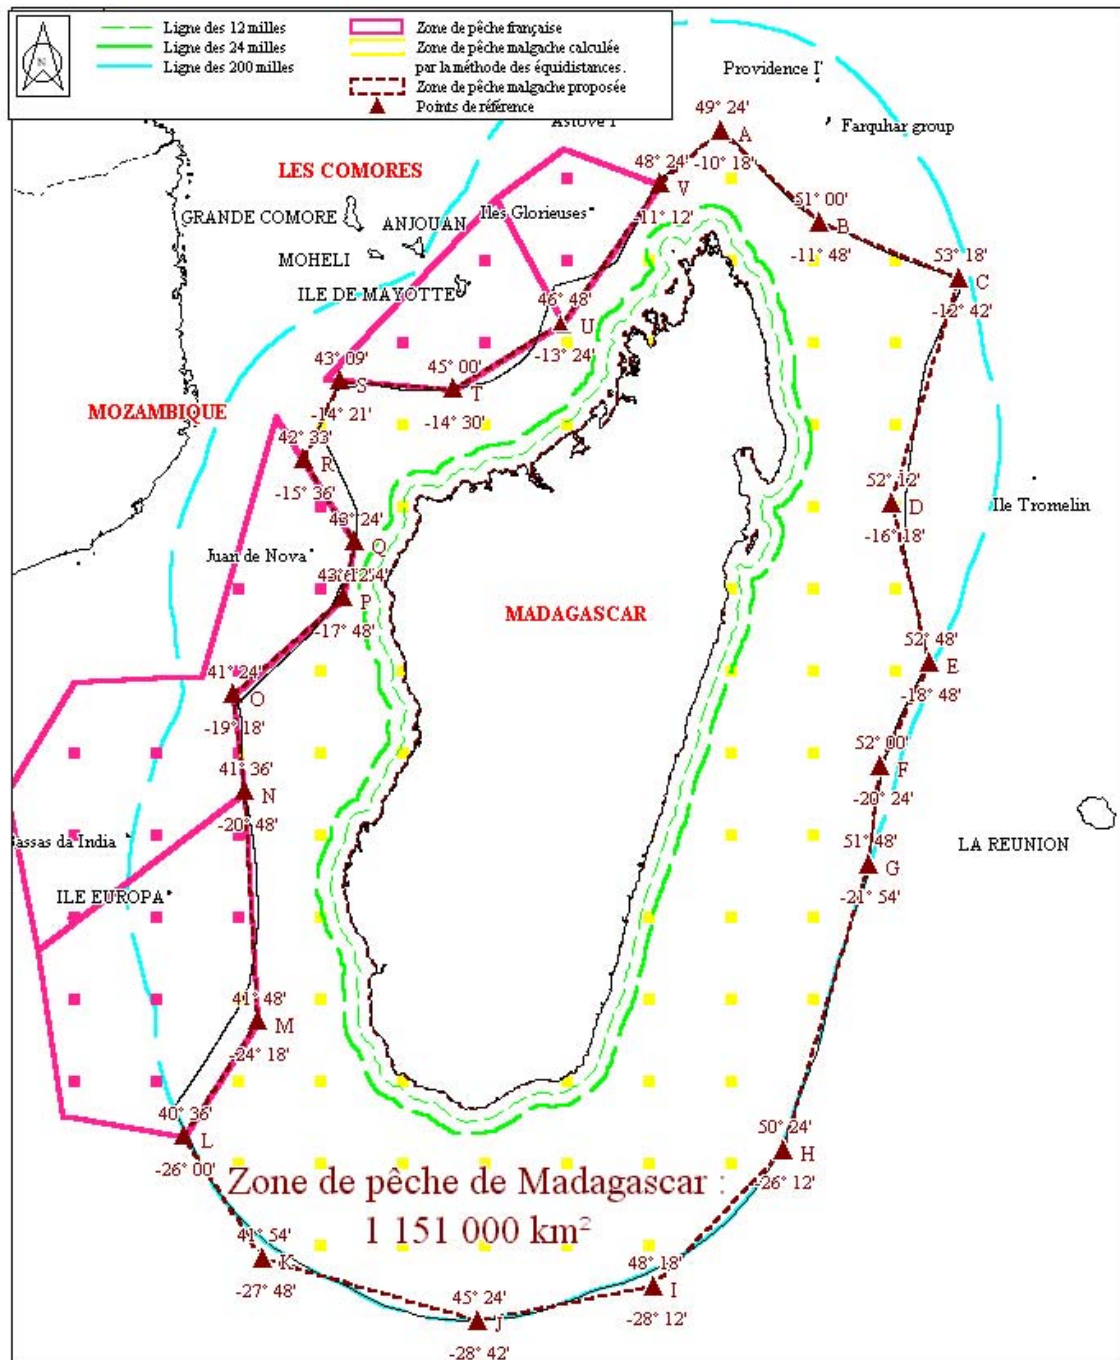 N
Ligne des 12 milles
Ligne des 24 milles
Ligne des 200 milles
Zone de pêche française
Zone de pêche malgache calculée
par la méthode des équidistances.
Zone de pêche malgache proposée
Points de référence
Providence I
Farquhar group
LES COMORES
49° 24'
A
-10° 18'
48° 24'
V
-11° 12'
51° 00'
B
-11° 48'
53° 18'
C
-12° 42'
GRANDE COMORE
ANJOUAN
MOHELI
Iles Glorieuses
ILE DE MAYOTTE
46° 48'
U
-13° 24'
43° 09'
S
-14° 21'
45° 00'
T
-14° 30'
MOZAMBIQUE
42° 33'
R
-15° 36'
52° 12'
D
-16° 18'
Ile Tromelin
43° 24'
Q
Juan de Nova
P
-17° 48'
MADAGASCAR
52° 48'
E
-18° 48'
41° 24'
O
-19° 18'
52° 00'
F
-20° 24'
41° 36'
N
-20° 48'
da India
ILE EUROPA
51° 48'
G
-21° 54'
LA REUNION
41° 48'
M
-24° 18'
40° 36'
L
-26° 00'
50° 24'
H
-26° 12'
Zone de pêche de Madagascar :
1 151 000 km²
41° 54'
K
-27° 48'
48° 18'
I
-28° 12'
45° 24'
J
-28° 42'